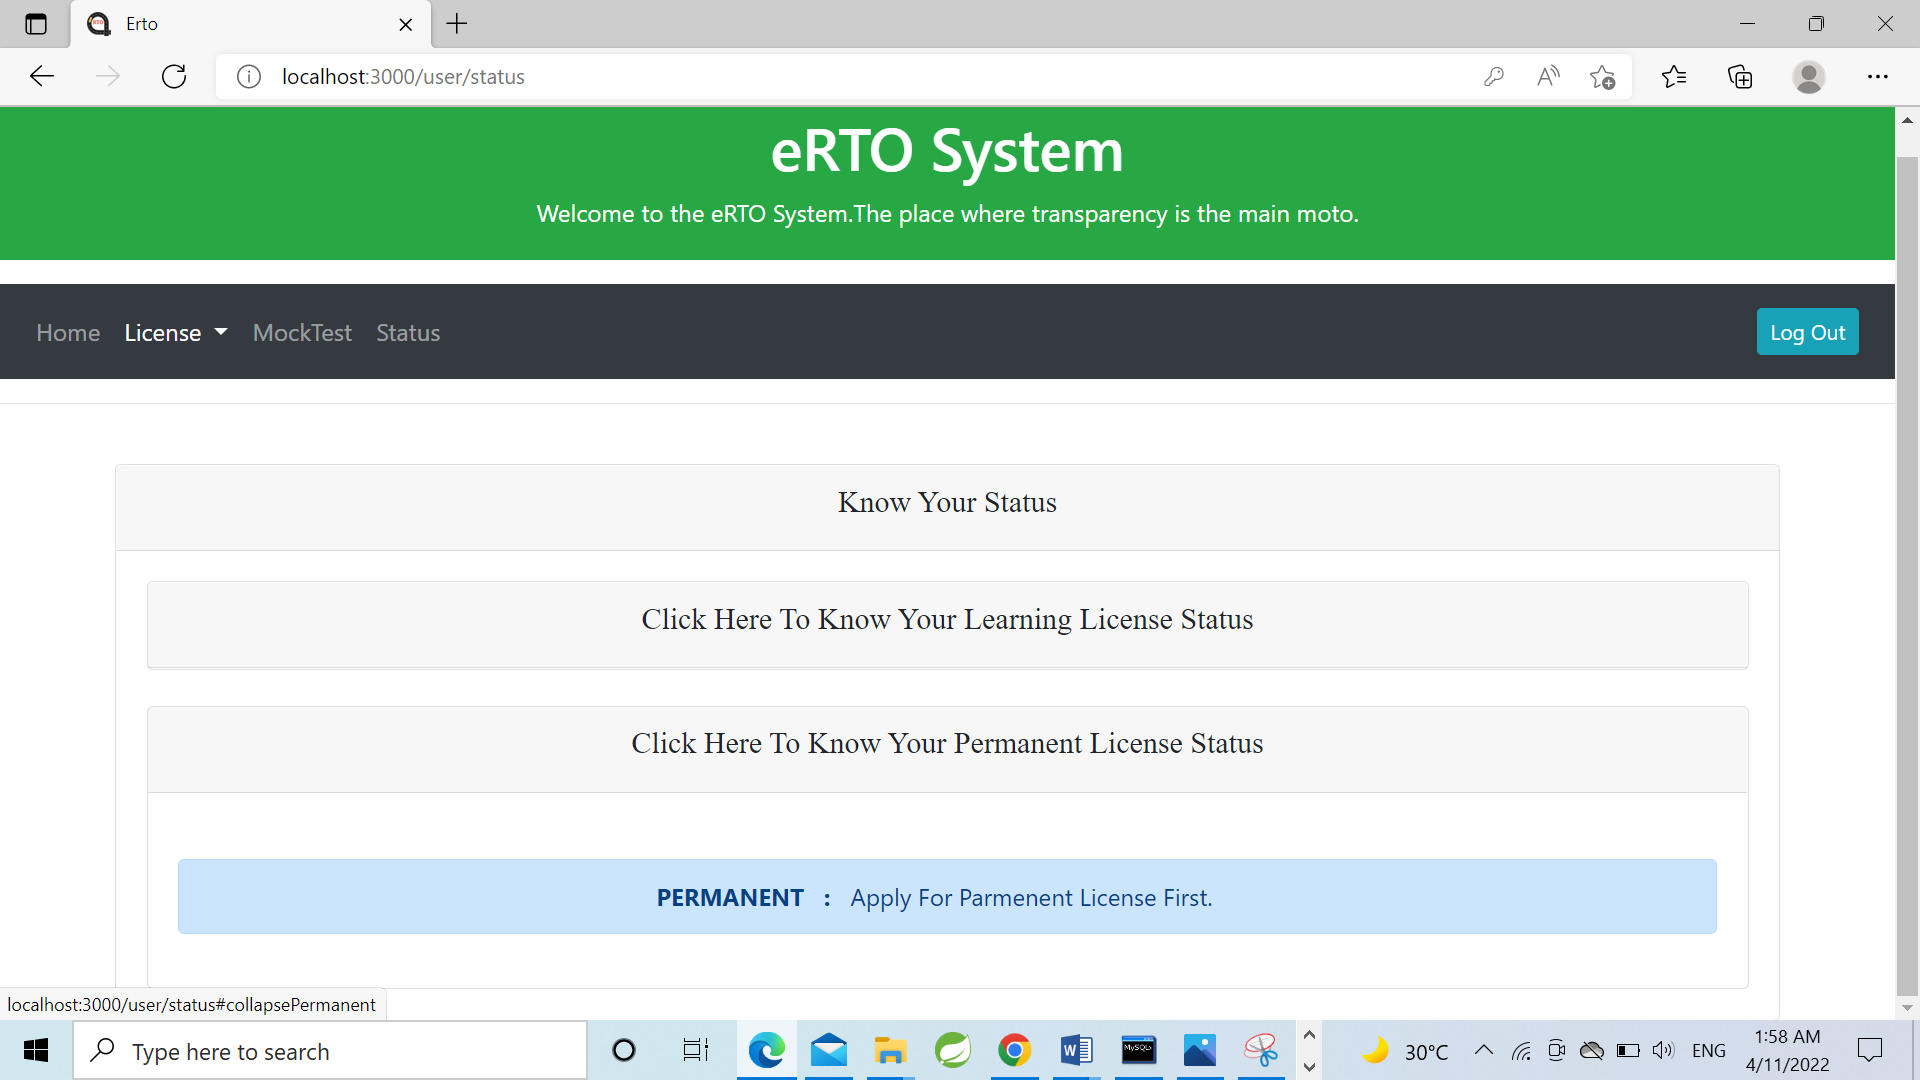 Erto
localhost:3000/user/status
eRTO System
Welcome to the eRTO System.The place where transparency is the main moto.
Home License MockTest Status Log Out
Know Your Status
Click Here To Know Your Learning License Status
Click Here To Know Your Permanent License Status
PERMANENT : Apply For Parmenent License First.
localhost:3000/user/status#collapsePermanent
Type here to search
30°C
ENG
1:58 AM
4/11/2022